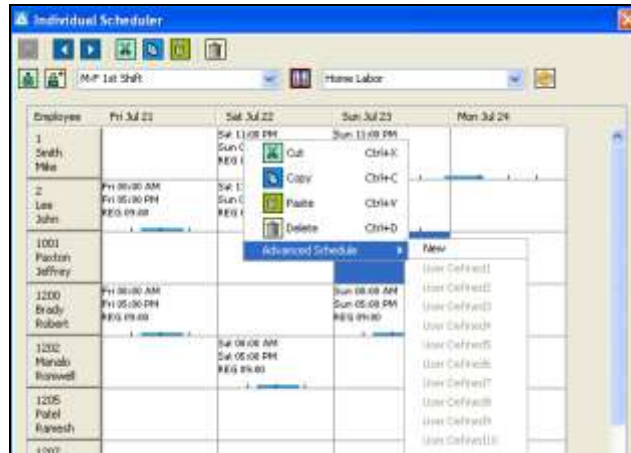 Individual Scheduler
M-F 1st Shift
Home Labor
Employee Fri Jul 21 Sat Jul 22 Sun Jul 23 Mon Jul 24
1
Smith
Mike
Sat 11:00 PM
Sun
REG
Sun 11:00 PM
2
Lee
John
Fri 08:00 AM
Fri 05:00 PM
REG 09:00
Sun
REG
1001
Paxton
Jeffrey
1200
Brady
Robert
Fri 08:00 AM
Fri 05:00 PM
REG 09:00
Sun 08:00 AM
Sun 05:00 PM
REG 09:00
1202
Manalo
Romwell
Sat 08:00 AM
Sat 05:00 PM
REG 09:00
1205
Patel
Ramesh
1207
Cut Ctrl+X
Copy Ctrl+C
Paste Ctrl+V
Delete Ctrl+D
Advanced Schedule
New
User Defined1
User Defined2
User Defined3
User Defined4
User Defined5
User Defined6
User Defined7
User Defined8
User Defined9
User Defined10